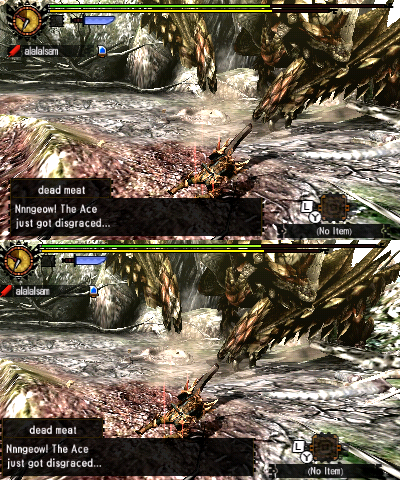 alalalsam
dead meat
Nnngeow! The Ace
just got disgraced...
L
Y
(No Item)
alalalsam
dead meat
Nnngeow! The Ace
just got disgraced...
L
Y
(No Item)